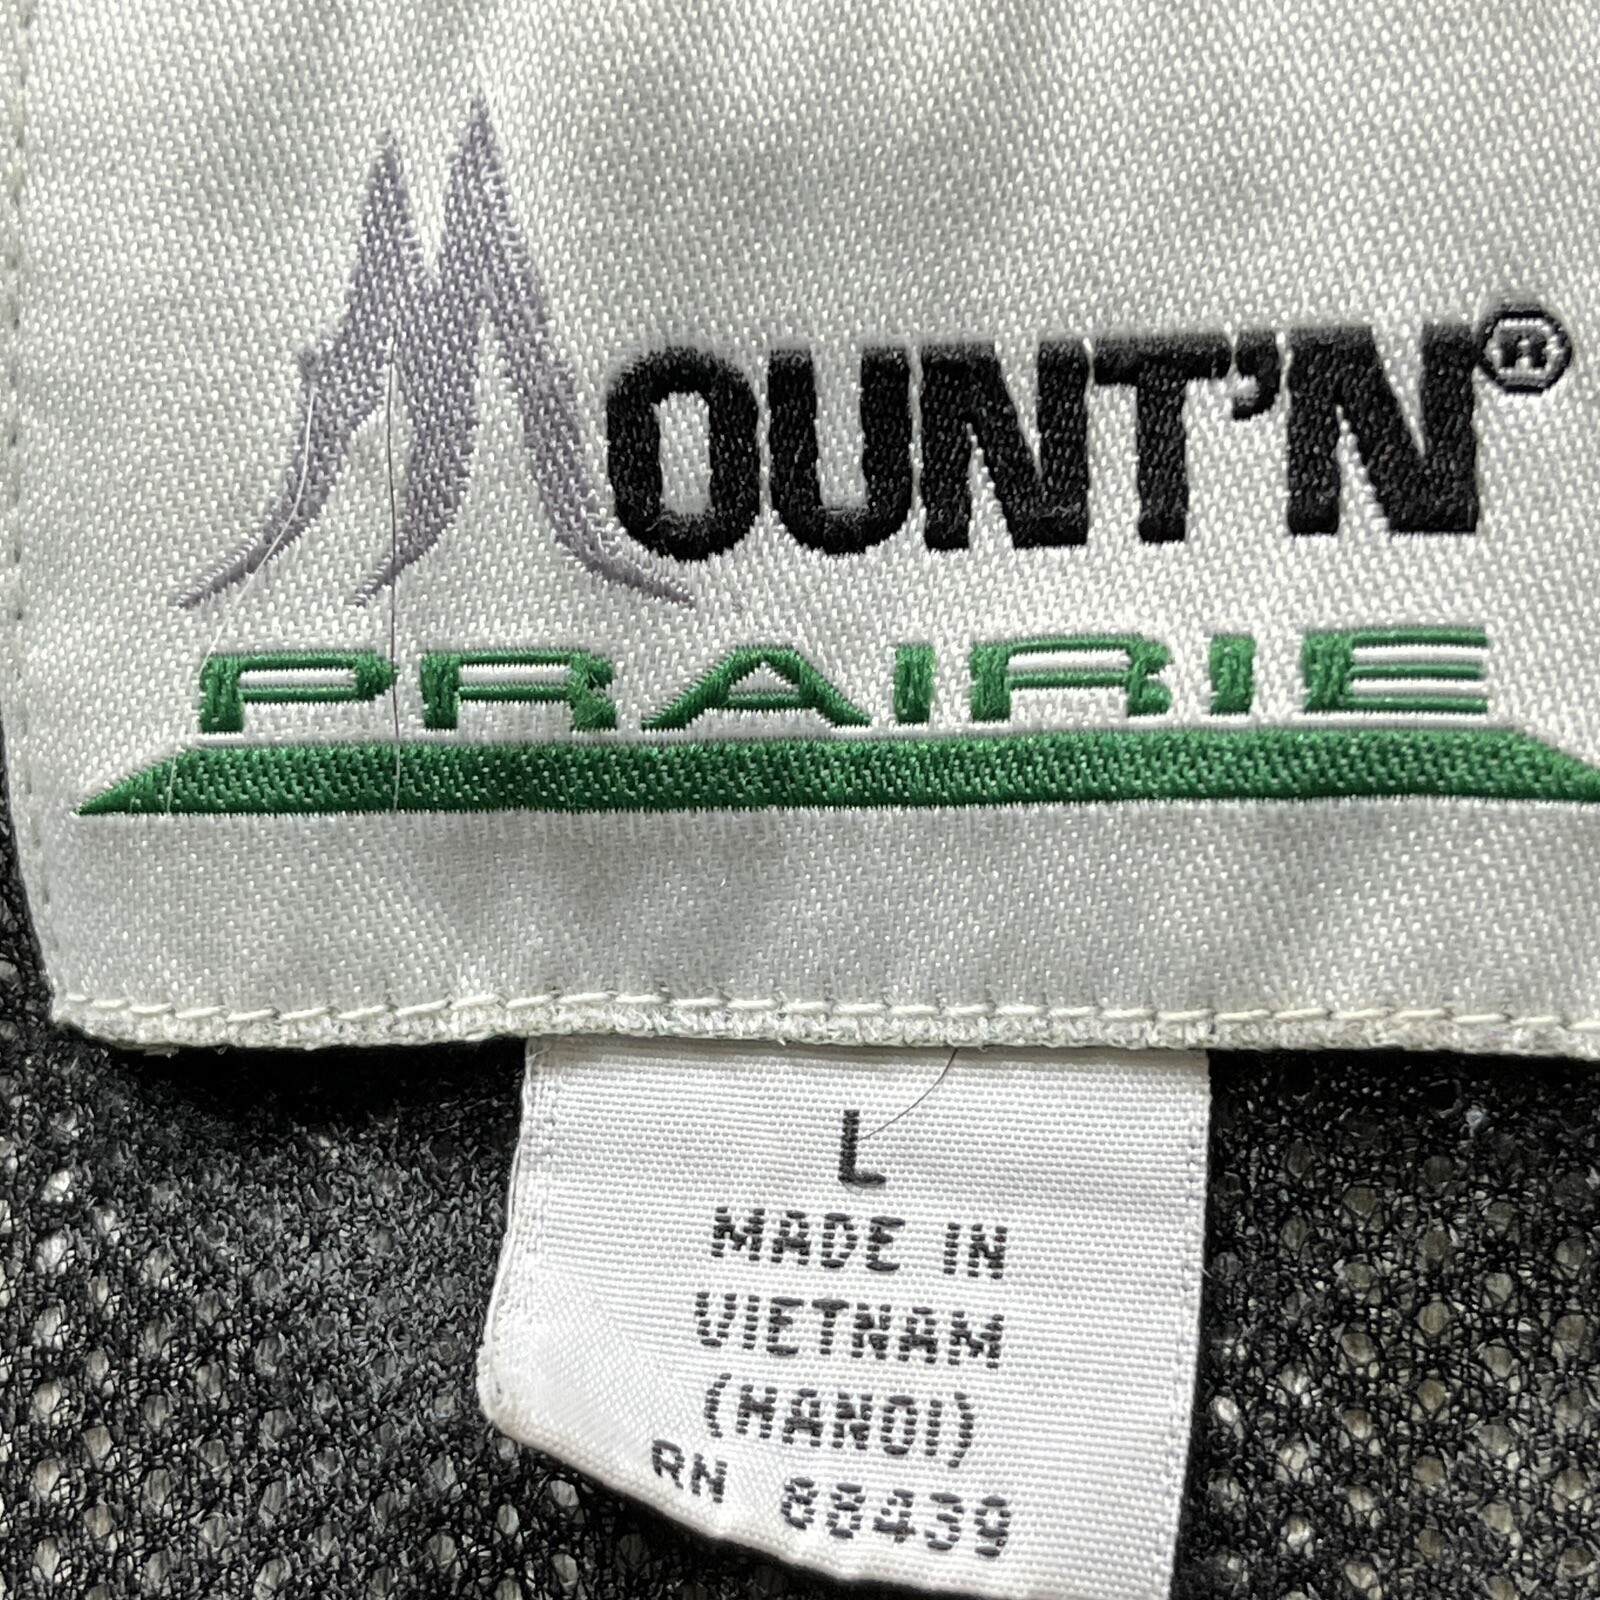 MOUNT'N®
PRAIRIE
L
MADE IN
VIETNAM
(HANOI)
RN 88439